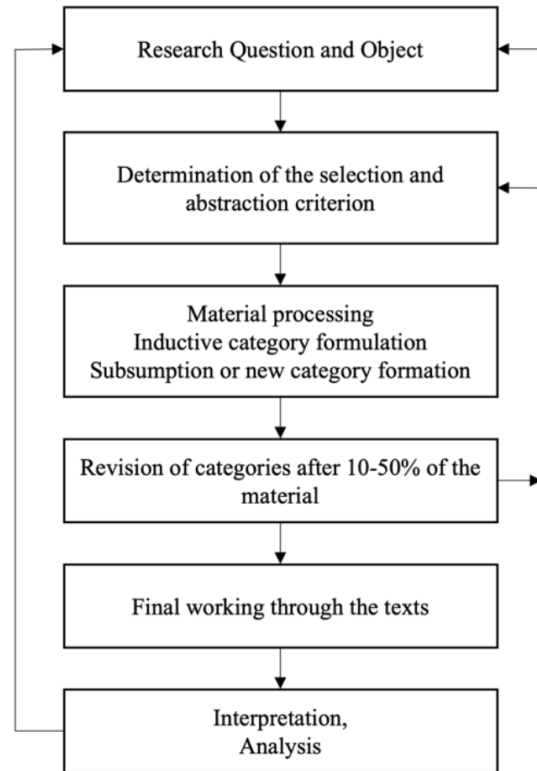 Research Question and Object
Determination of the selection and
abstraction criterion
Material processing
Inductive category formulation
Subsumption or new category formation
Revision of categories after 10-50% of the
material
Final working through the texts
Interpretation,
Analysis